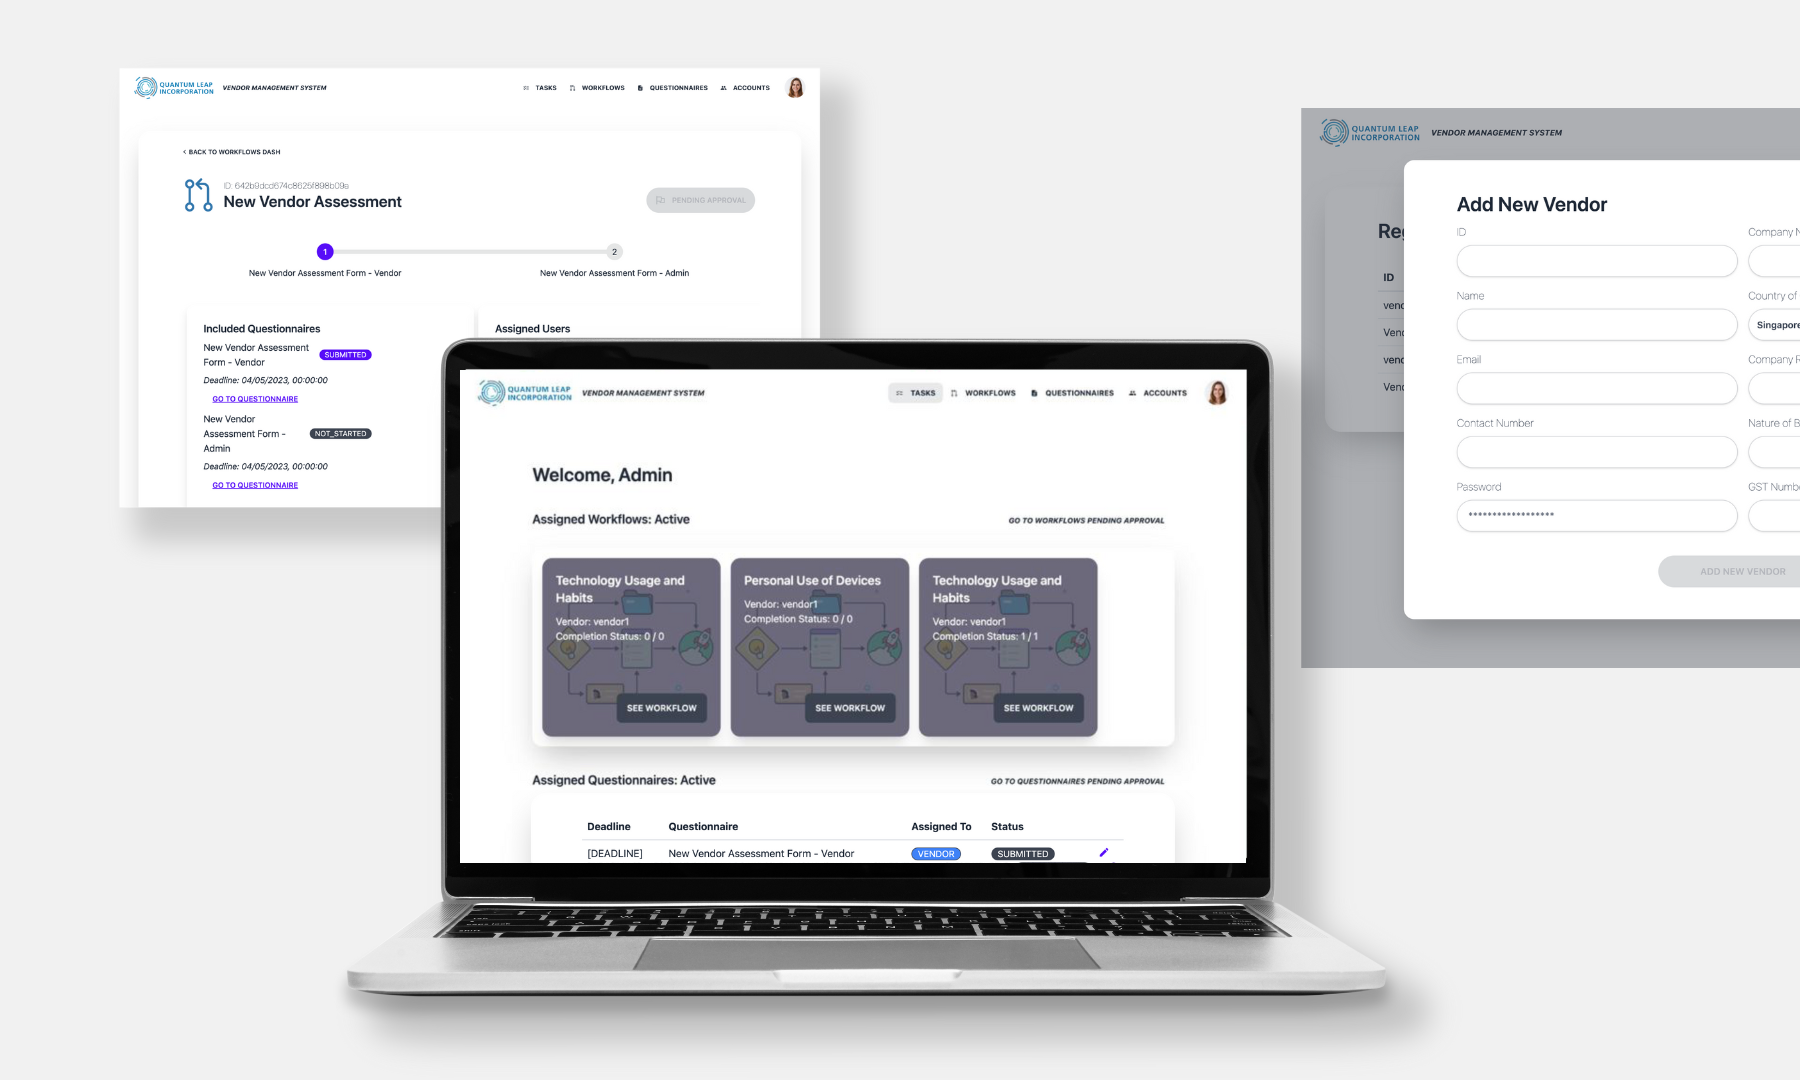 QUANTUM LEAP
INCORPORATION
VENDOR MANAGEMENT SYSTEM
TASKS
WORKFLOWS
QUESTIONNAIRES
ACCOUNTS
< BACK TO WORKFLOWS DASH
ID: 642b9dcd674c8625f898b09e
New Vendor Assessment
PENDING APPROVAL
1
2
New Vendor Assessment Form - Vendor
New Vendor Assessment Form - Admin
Included Questionnaires
New Vendor Assessment
Form - Vendor
SUBMITTED
Deadline: 04/05/2023, 00:00:00
GO TO QUESTIONNAIRE
New Vendor
Assessment Form -
Admin
NOT_STARTED
Deadline: 04/05/2023, 00:00:00
GO TO QUESTIONNAIRE
Assigned Users
QUANTUM LEAP
INCORPORATION
VENDOR MANAGEMENT SYSTEM
TASKS
WORKFLOWS
QUESTIONNAIRES
ACCOUNTS
Welcome, Admin
Assigned Workflows: Active
GO TO WORKFLOWS PENDING APPROVAL
Technology Usage and
Habits
Vendor: vendor1
Completion Status: 0 / 0
SEE WORKFLOW
Personal Use of Devices
Vendor: vendor1
Completion Status: 0 / 0
SEE WORKFLOW
Technology Usage and
Habits
Vendor: vendor1
Completion Status: 1 / 1
SEE WORKFLOW
Assigned Questionnaires: Active
GO TO QUESTIONNAIRES PENDING APPROVAL
Deadline Questionnaire Assigned To Status
[DEADLINE] New Vendor Assessment Form - Vendor VENDOR SUBMITTED
QUANTUM LEAP
INCORPORATION
VENDOR MANAGEMENT SYSTEM
Reg
ID
vend
Vend
vend
Vend
Add New Vendor
ID
Company N
Name
Country of
Singapore
Email
Company R
Contact Number
Nature of B
Password
GST Numbe
******************
ADD NEW VENDOR